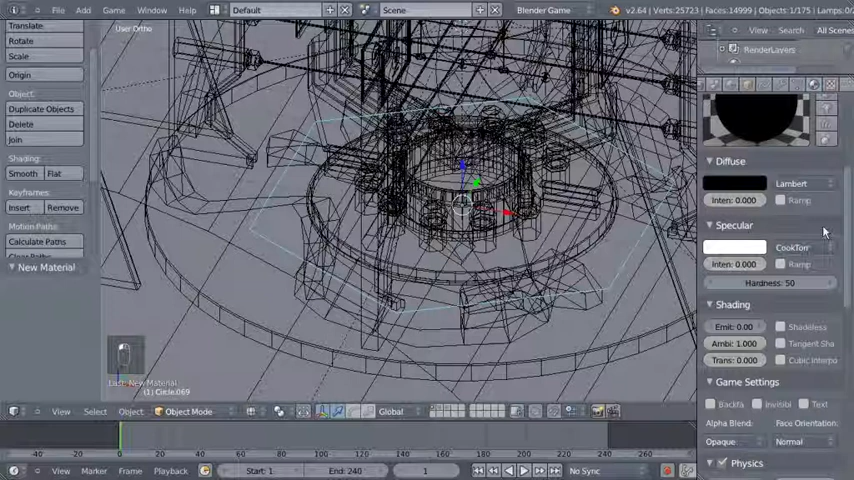 File Add Game Window Help Default Scene Blender Game v2.64 | Verts:25723 | Faces:14999 | Objects:1/175 | Lamps:0/
View Search All Scenes
RenderLayers
Translate
Rotate
Scale
Origin
Object:
Duplicate Objects
Delete
Join
Shading:
Smooth Flat
Keyframes:
Insert Remove
Motion Paths:
Calculate Paths
New Material
User Ortho
Last: New Material
(1) Circle.069
Diffuse
Lambert
Inten: 0.000 Ramp
Specular
CookTorr
Inten: 0.000 Ramp
Hardness: 50
Shading
Emit: 0.00 Shadeless
Ambi: 1.000 Tangent Sha
Trans: 0.000 Cubic Interpo
Game Settings
Backfa Invisibl Text
Alpha Blend: Face Orientation:
Opaque Normal
Physics
View Select Object Object Mode Global
-40 -20 0 20 40 60 80 100 120 140 160 180 200 220 240 260
View Marker Frame Playback Start: 1 End: 240 1 No Sync